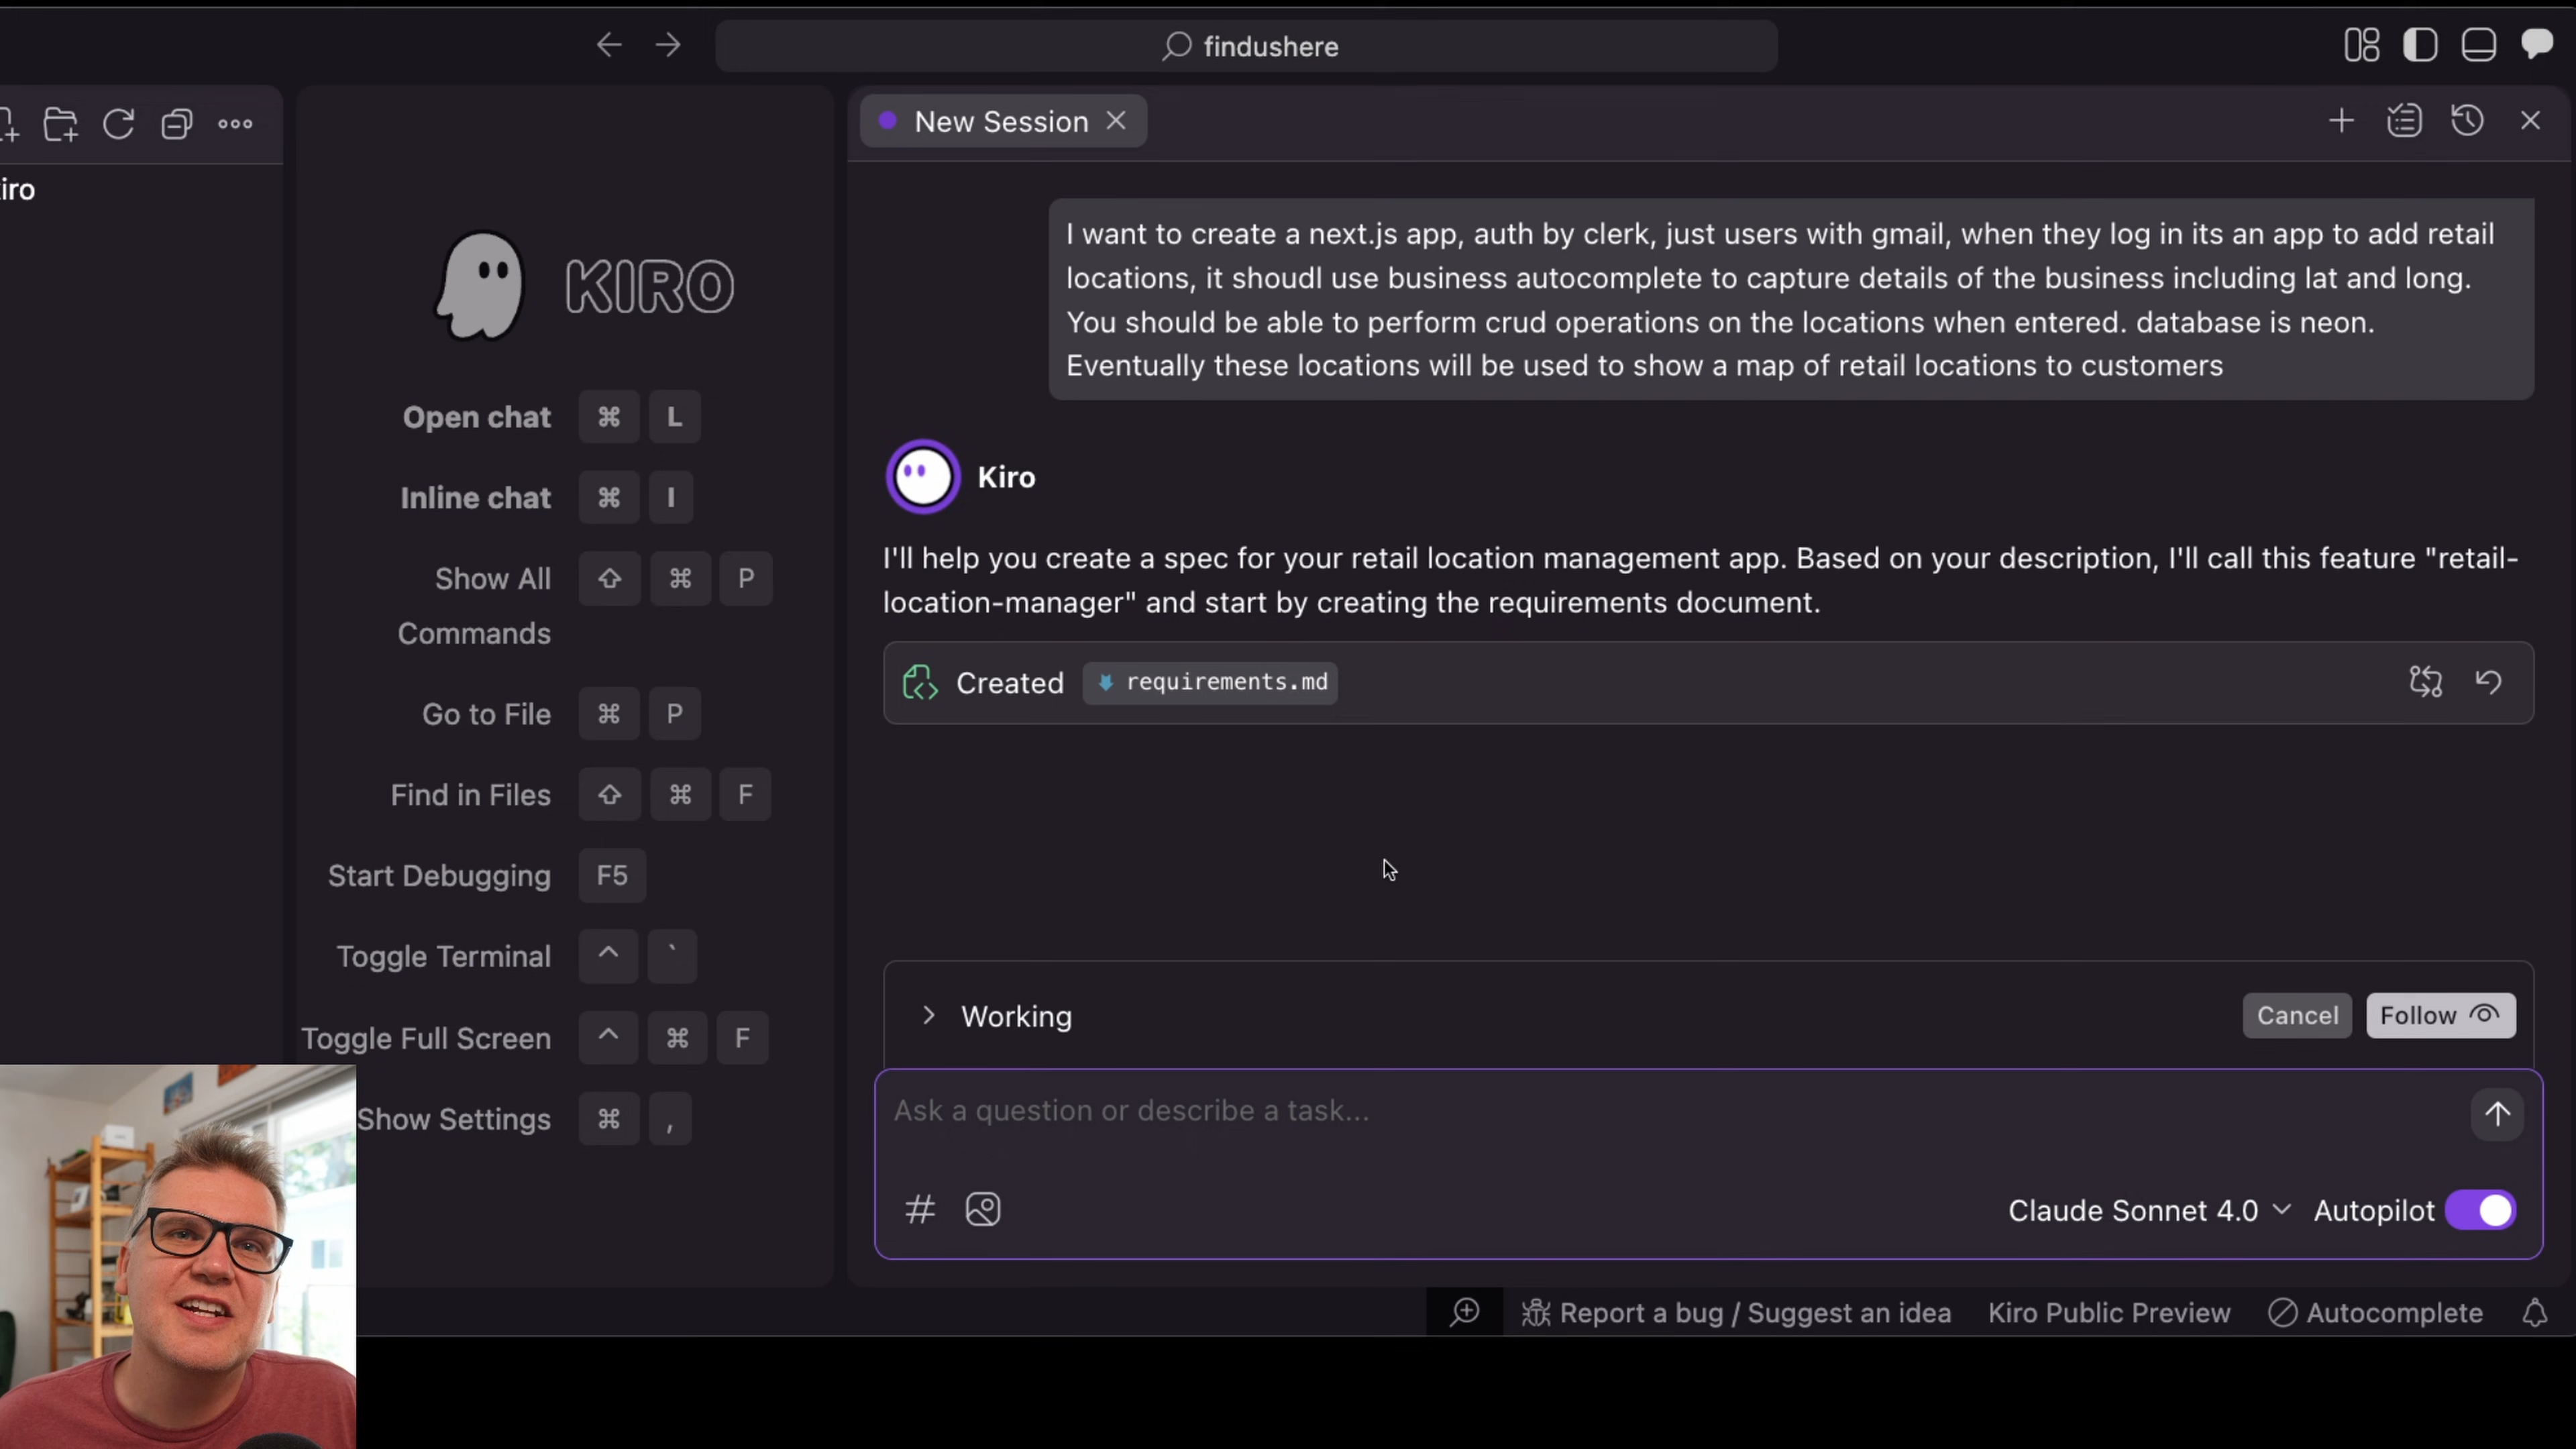 findushere
New Session
iro
I want to create a next.js app, auth by clerk, just users with gmail, when they log in its an app to add retail
locations, it shoudl use business autocomplete to capture details of the business including lat and long.
You should be able to perform crud operations on the locations when entered. database is neon.
Eventually these locations will be used to show a map of retail locations to customers
KIRO
Open chat ⌘ L
Inline chat ⌘ I
Show All ⇧ ⌘ P
Commands
Go to File ⌘ P
Find in Files ⇧ ⌘ F
Start Debugging F5
Toggle Terminal ^ `
Toggle Full Screen ^ ⌘ F
Show Settings ⌘ ,
Kiro
I'll help you create a spec for your retail location management app. Based on your description, I'll call this feature "retail-
location-manager" and start by creating the requirements document.
Created requirements.md
Working Cancel Follow
Ask a question or describe a task...
Claude Sonnet 4.0 Autopilot
Report a bug / Suggest an idea Kiro Public Preview Autocomplete